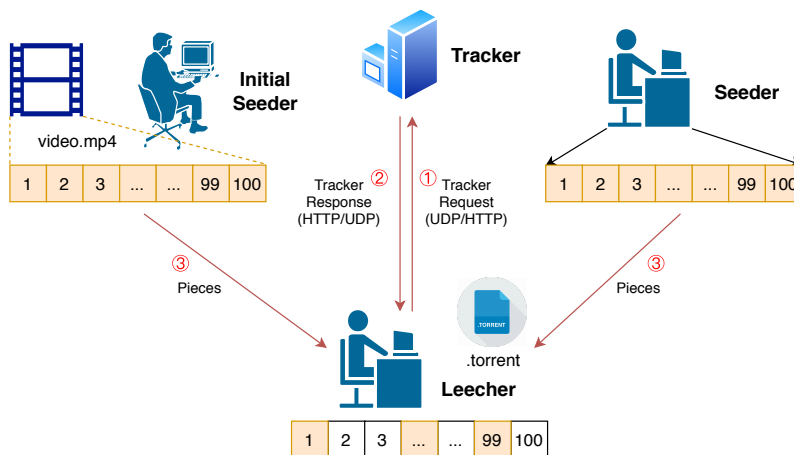 Initial
Seeder
Tracker
Seeder
video.mp4
1 2 3 ... ... 99 100
1 2 3 ... ... 99 100
Tracker
Response
(HTTP/UDP)
②
①
Tracker
Request
(UDP/HTTP)
③
Pieces
③
Pieces
.TORRENT
.torrent
Leecher
1 2 3 ... ... 99 100